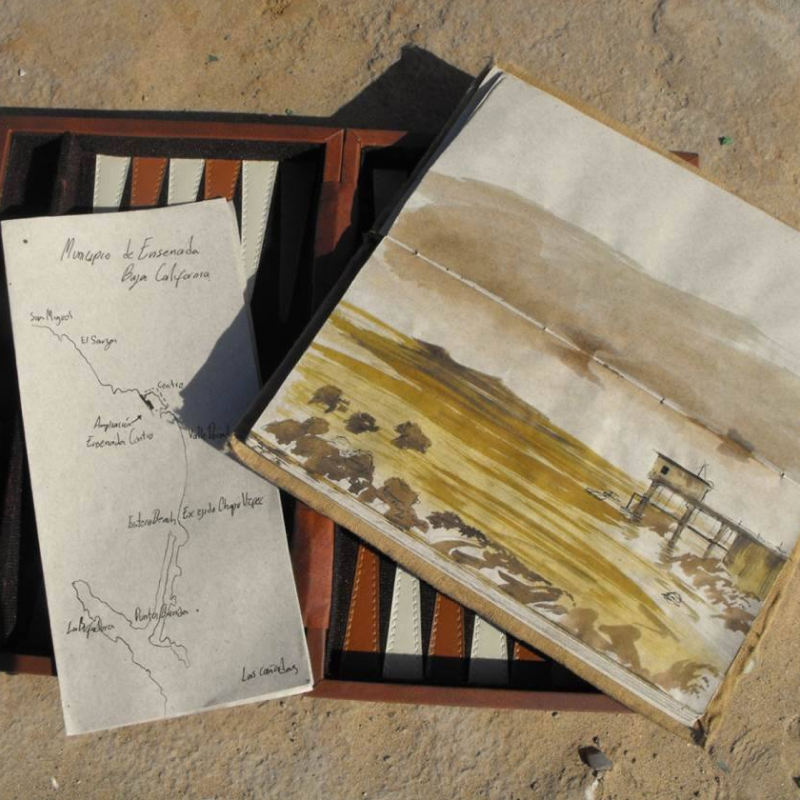 Municipio de Ensenada
Baja California
San Miguel
El Sauzal
Centro
Ampliación
Ensenada Centro
Valle Dorado
Estero Beach
Ex ejido Chapultepec
Punta Banda
La Bufadora
Las cañadas